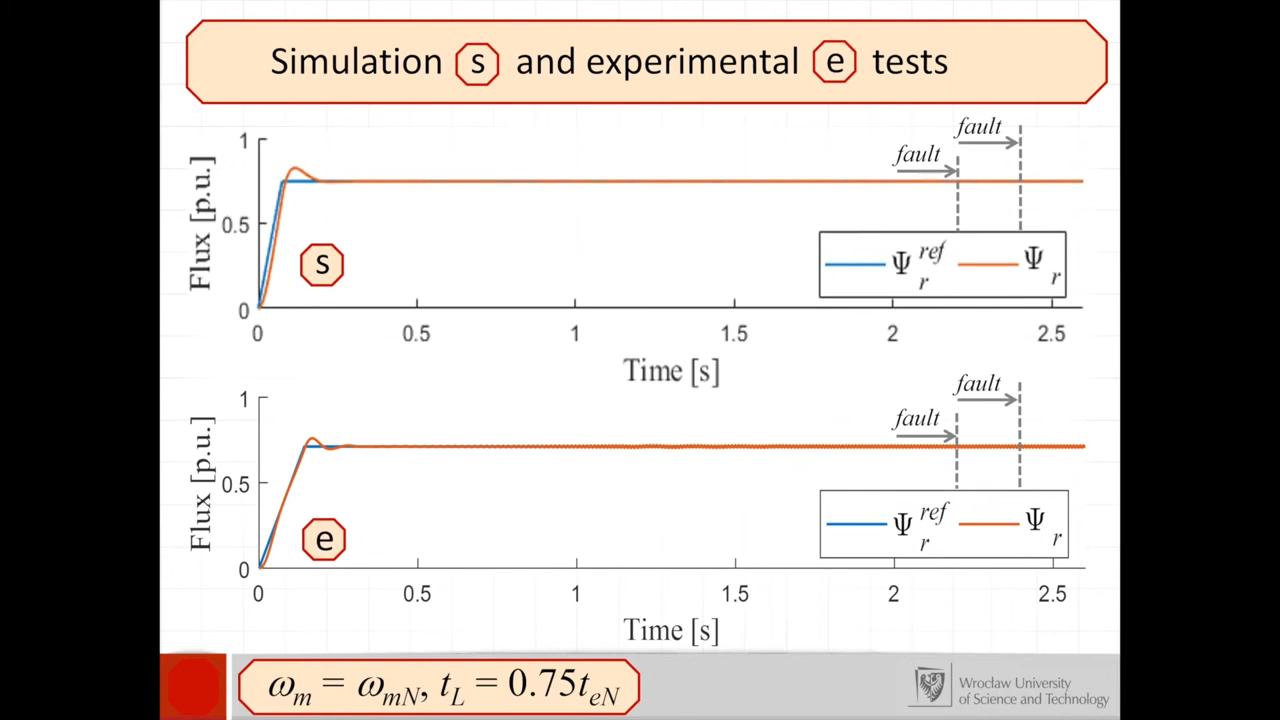 Simulation s and experimental e tests
fault
fault
1
0.5
0
Flux [p.u.]
s
Ψ r ref Ψ r
0 0.5 1 1.5 2 2.5
Time [s]
fault
fault
1
0.5
0
Flux [p.u.]
e
Ψ r ref Ψ r
0 0.5 1 1.5 2 2.5
Time [s]
ωm = ωmN, tL = 0.75teN
Wrocław University
of Science and Technology